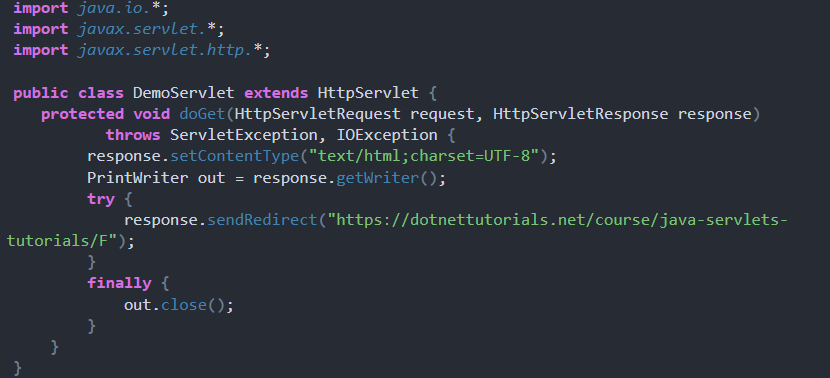 import java.io.*;
import javax.servlet.*;
import javax.servlet.http.*;
public class DemoServlet extends HttpServlet {
protected void doGet(HttpServletRequest request, HttpServletResponse response)
throws ServletException, IOException {
response.setContentType("text/html;charset=UTF-8");
PrintWriter out = response.getWriter();
try {
response.sendRedirect("https://dotnettutorials.net/course/java-servlets-
tutorials/F");
}
finally {
out.close();
}
}
}